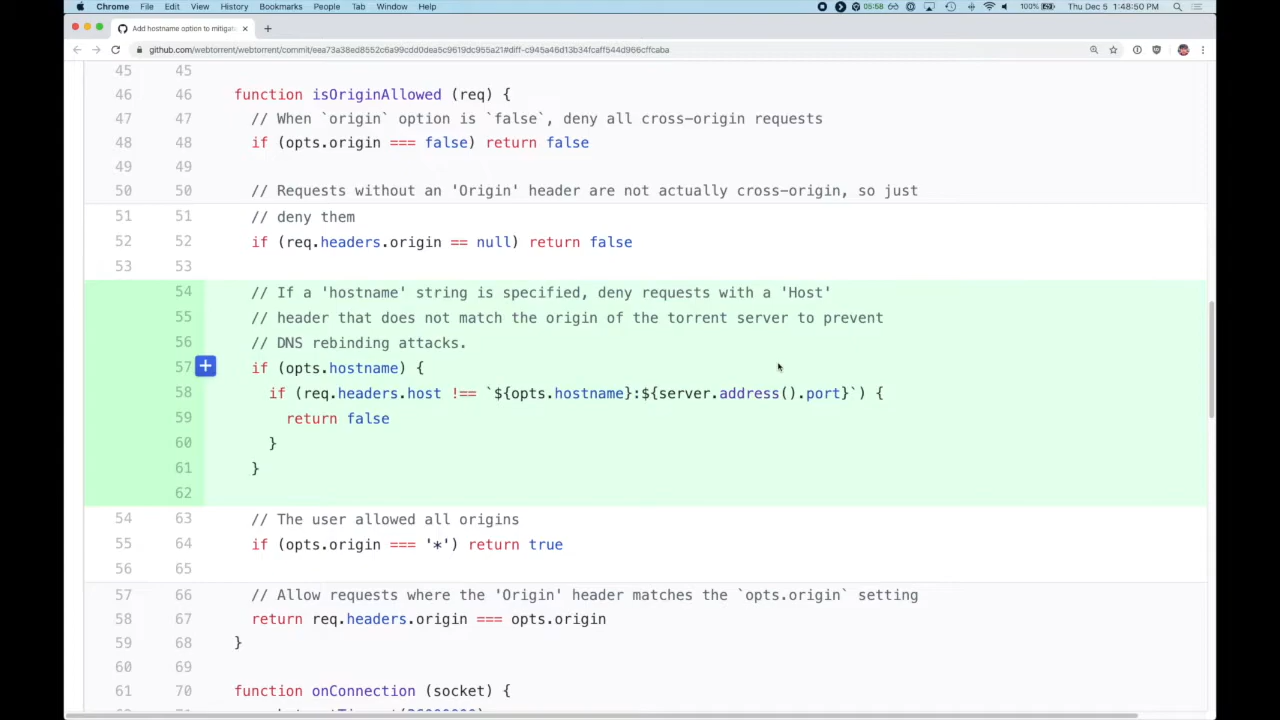 Chrome File Edit View History Bookmarks People Tab Window Help 05:58 100% Thu Dec 5 1:48:50 PM
Add hostname option to mitigat
github.com/webtorrent/webtorrent/commit/eea73a38ed8552c6a99cdd0dea5c9619dc955a21#diff-c945a46d13b34fcaff544d966cffcaba
45 45
46 46 function isOriginAllowed (req) {
47 47 // When `origin` option is `false`, deny all cross-origin requests
48 48 if (opts.origin === false) return false
49 49
50 50 // Requests without an 'Origin' header are not actually cross-origin, so just
51 51 // deny them
52 52 if (req.headers.origin == null) return false
53 53
54 // If a 'hostname' string is specified, deny requests with a 'Host'
55 // header that does not match the origin of the torrent server to prevent
56 // DNS rebinding attacks.
57 if (opts.hostname) {
58 if (req.headers.host !== `${opts.hostname}:${server.address().port}`) {
59 return false
60 }
61 }
62
54 63 // The user allowed all origins
55 64 if (opts.origin === '*') return true
56 65
57 66 // Allow requests where the 'Origin' header matches the `opts.origin` setting
58 67 return req.headers.origin === opts.origin
59 68 }
60 69
61 70 function onConnection (socket) {